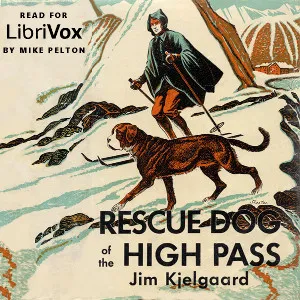 READ FOR
LibriVox
BY MIKE PELTON
RESCUE DOG
of the HIGH PASS
Jim Kjelgaard